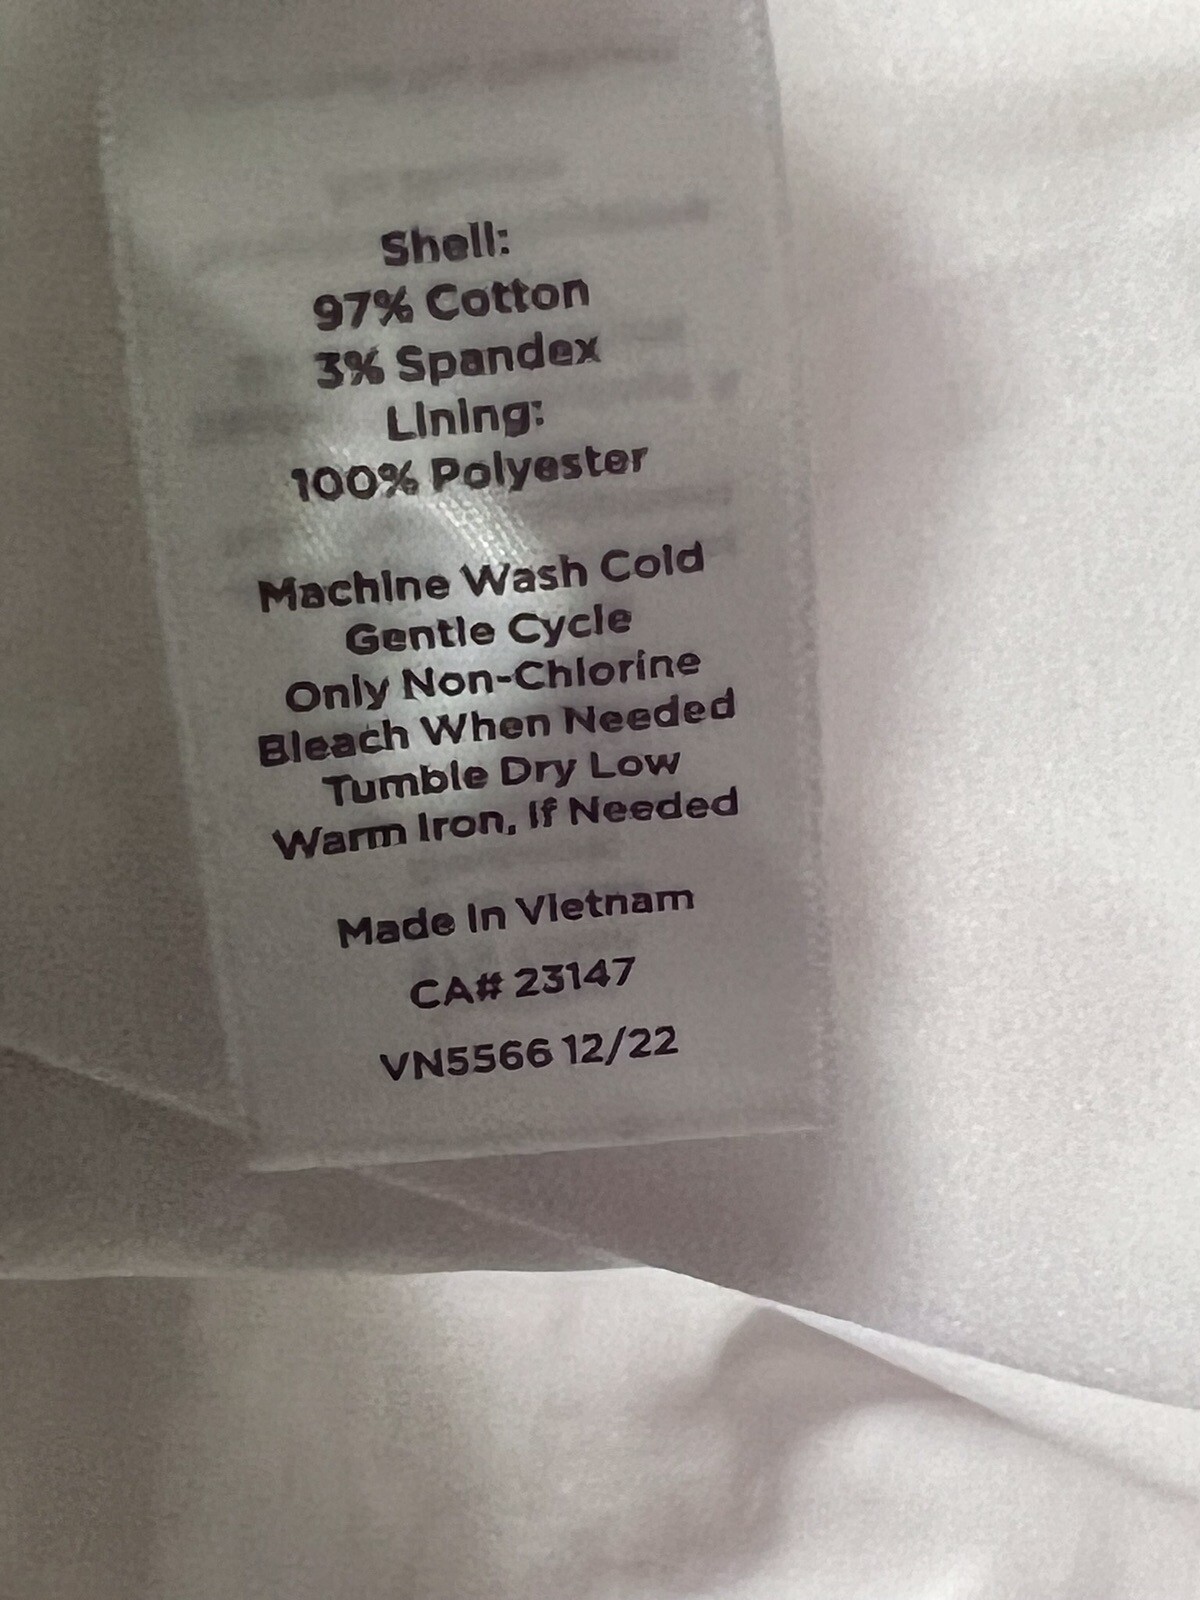 Shell:
97% Cotton
3% Spandex
Lining:
100% Polyester
Machine Wash Cold
Gentle Cycle
Only Non-Chlorine
Bleach When Needed
Tumble Dry Low
Warm Iron, If Needed
Made In Vietnam
CA# 23147
VN5566 12/22